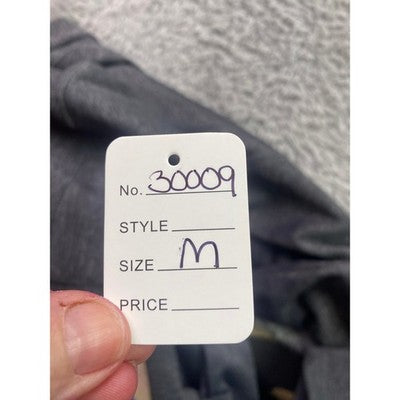 No. 30009
STYLE
SIZE M
PRICE